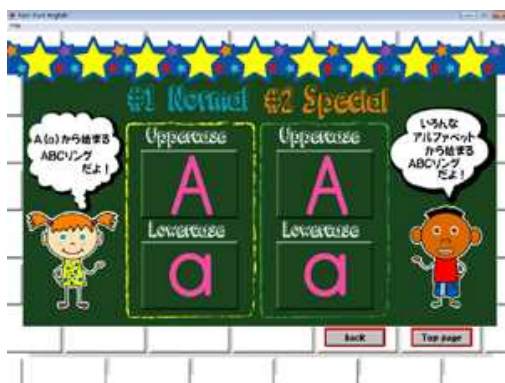 #1 Normal #2 Special
A(a)から始まる
ABCリング
だよ!
Uppercase
A
Lowercase
a
Uppercase
A
Lowercase
a
いろんな
アルファベット
から始まる
ABCリング
だよ!
Back
Top page